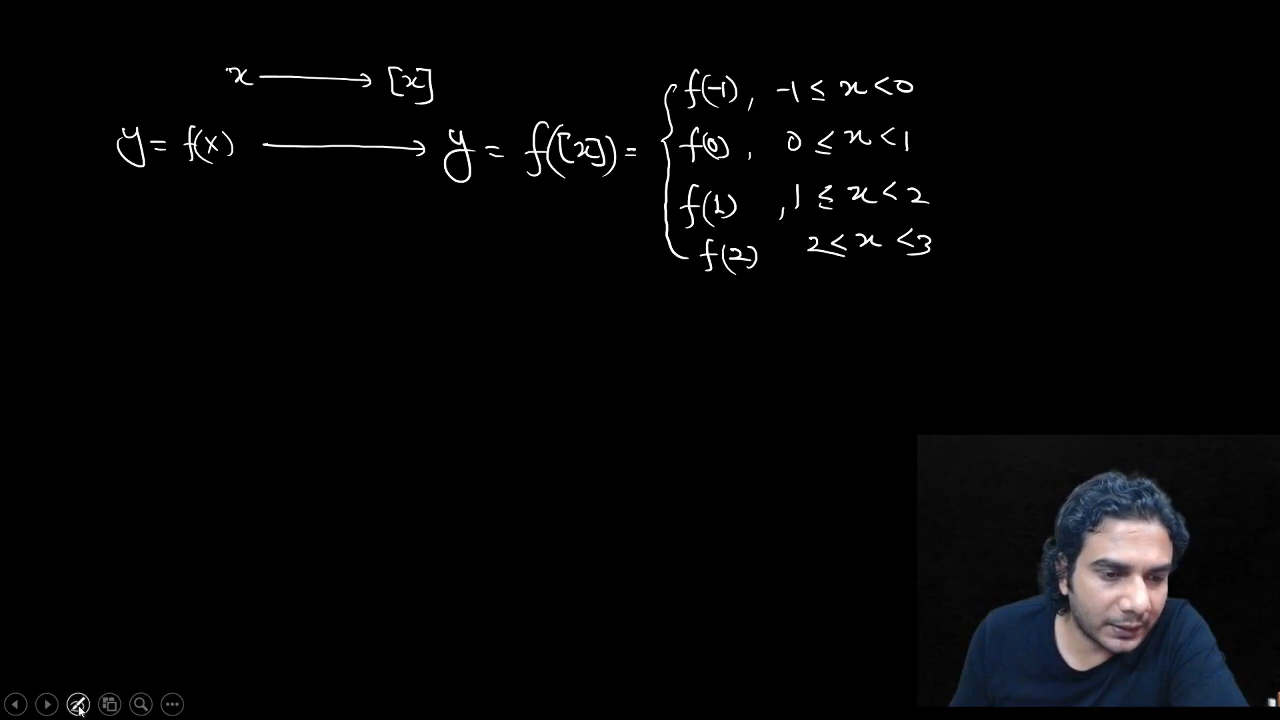 x ⟶ [x]
y = f(x) ⟶ y = f([x]) = { f(-1), -1 ≤ x < 0
f(0), 0 ≤ x < 1
f(1) , 1 ≤ x < 2
f(2) 2 ≤ x < 3